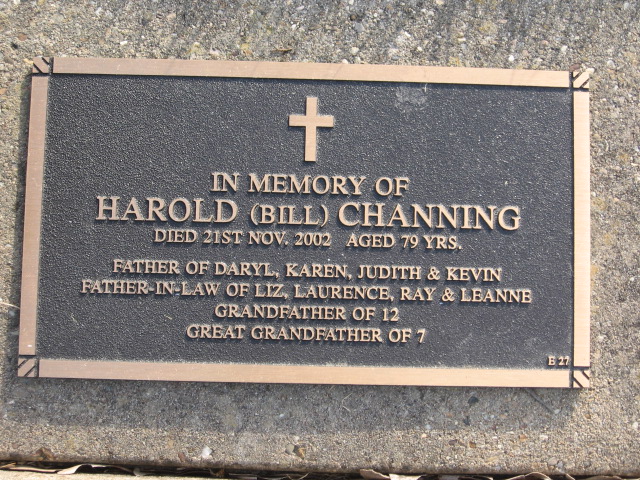 IN MEMORY OF
HAROLD (BILL) CHANNING
DIED 21ST NOV. 2002 AGED 79 YRS.
FATHER OF DARYL, KAREN, JUDITH & KEVIN
FATHER-IN-LAW OF LIZ, LAURENCE, RAY & LEANNE
GRANDFATHER OF 12
GREAT GRANDFATHER OF 7
E 27